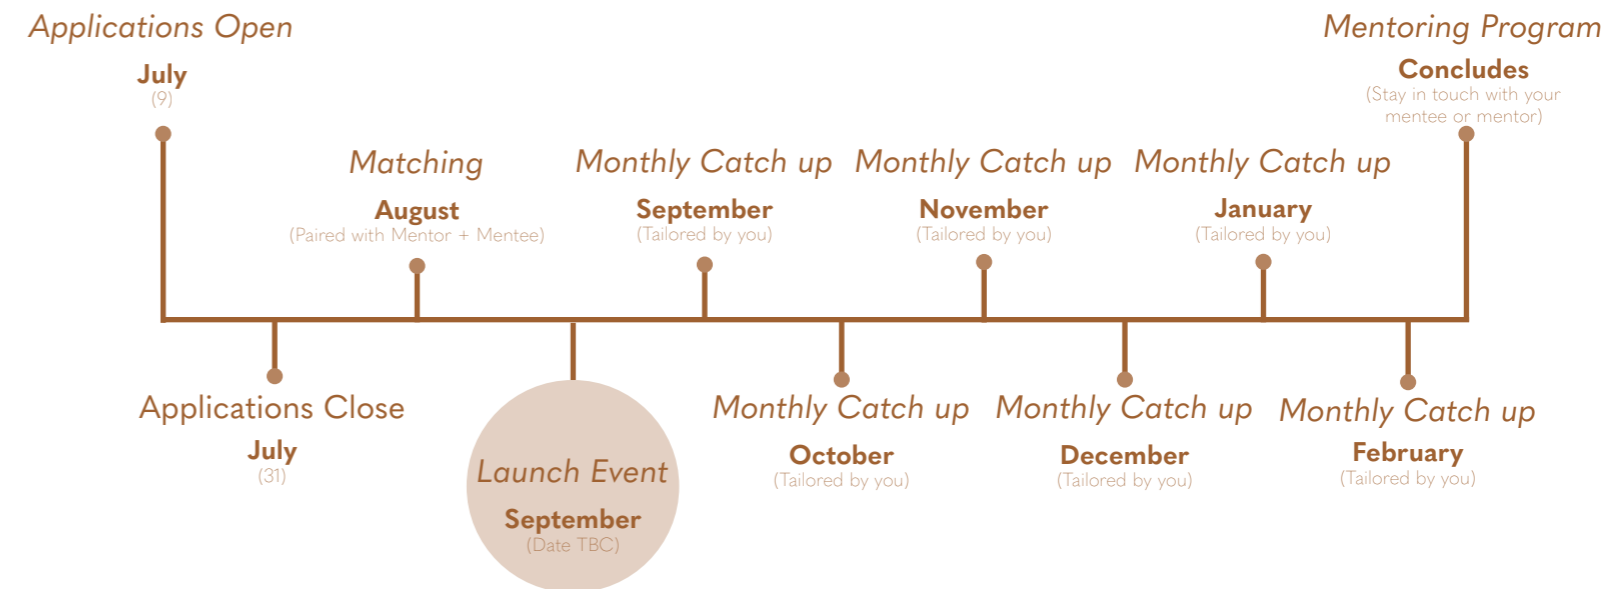 Applications Open
July
(9)
Applications Close
July
(31)
Matching
August
(Paired with Mentor + Mentee)
Launch Event
September
(Date TBC)
Monthly Catch up
September
(Tailored by you)
Monthly Catch up
October
(Tailored by you)
Monthly Catch up
November
(Tailored by you)
Monthly Catch up
December
(Tailored by you)
Monthly Catch up
January
(Tailored by you)
Monthly Catch up
February
(Tailored by you)
Mentoring Program
Concludes
(Stay in touch with your
mentee or mentor)